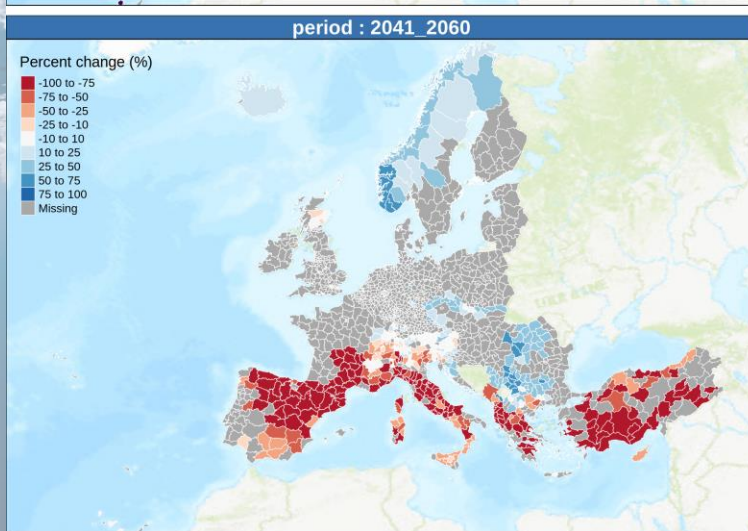 period : 2041_2060
Percent change (%)
-100 to -75
-75 to -50
-50 to -25
-25 to -10
-10 to 10
10 to 25
25 to 50
50 to 75
75 to 100
Missing
UKRAINE